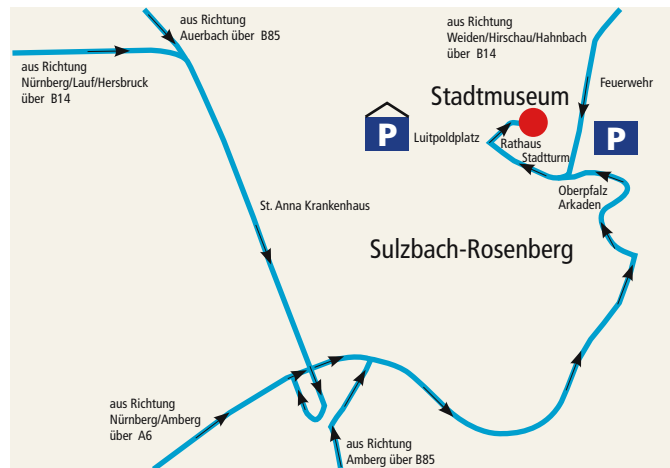 aus Richtung
Auerbach über B85
aus Richtung
Weiden/Hirschau/Hahnbach
über B14
aus Richtung
Nürnberg/Lauf/Hersbruck
über B14
Feuerwehr
Stadtmuseum
P
Luitpoldplatz
Rathaus
Stadtturm
P
Oberpfalz
Arkaden
St. Anna Krankenhaus
Sulzbach-Rosenberg
aus Richtung
Nürnberg/Amberg
über A6
aus Richtung
Amberg über B85